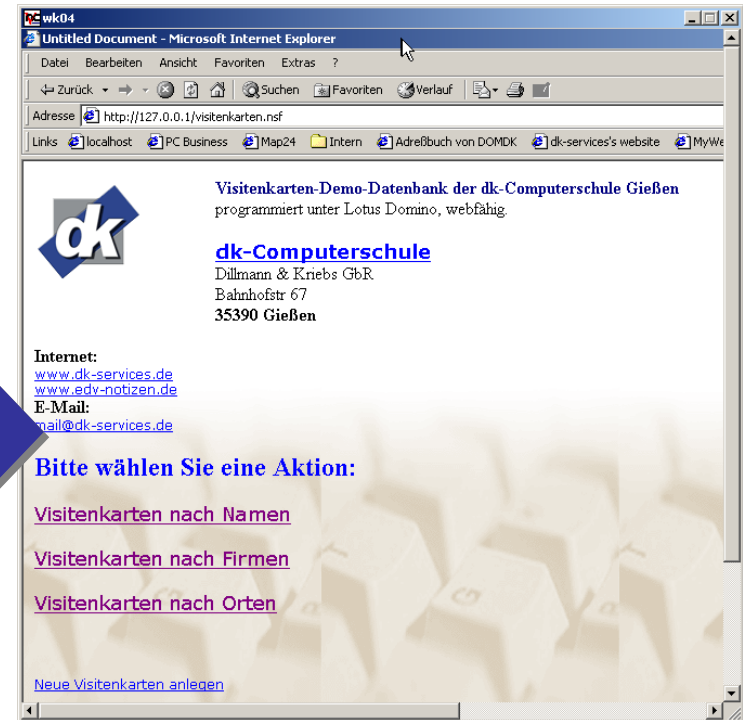 wk04
Untitled Document - Microsoft Internet Explorer
Datei Bearbeiten Ansicht Favoriten Extras ?
Zurück Suchen Favoriten Verlauf
Adresse http://127.0.0.1/visitenkarten.nsf
Links localhost PC Business Map24 Intern Adreßbuch von DOMDK dk-services's website MyWe
dk
Visitenkarten-Demo-Datenbank der dk-Computerschule Gießen
programmiert unter Lotus Domino, webfähig.
dk-Computerschule
Dillmann & Kriebs GbR
Bahnhofstr 67
35390 Gießen
Internet:
www.dk-services.de
www.edv-notizen.de
E-Mail:
mail@dk-services.de
Bitte wählen Sie eine Aktion:
Visitenkarten nach Namen
Visitenkarten nach Firmen
Visitenkarten nach Orten
Neue Visitenkarten anlegen